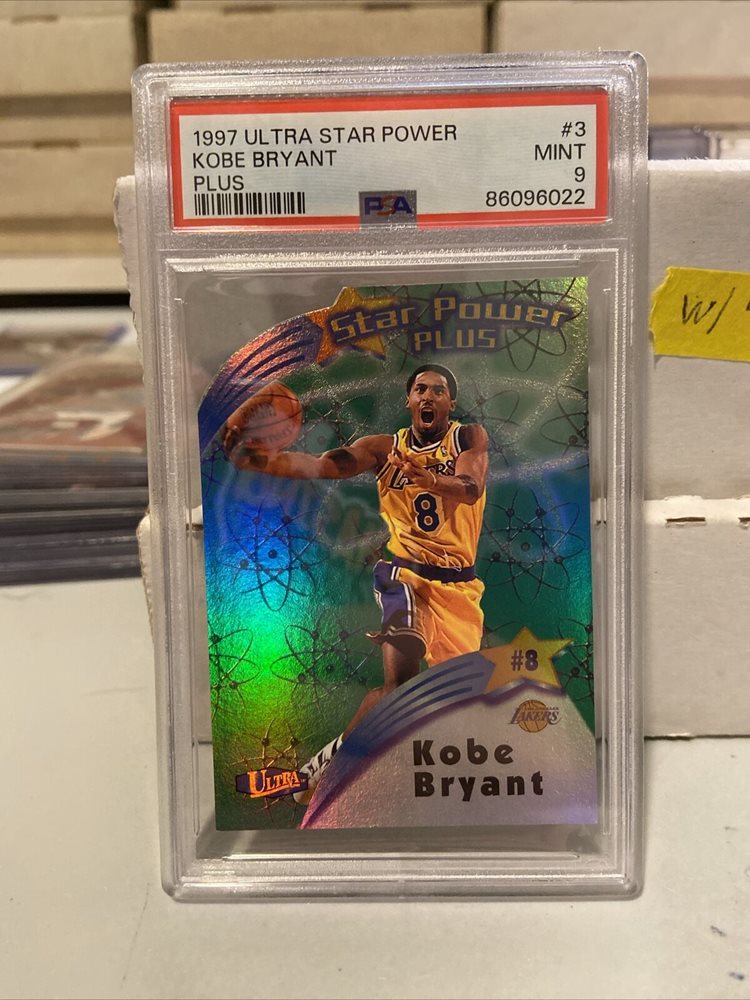 1997 ULTRA STAR POWER #3
KOBE BRYANT MINT
PLUS 9
PSA 86096022
Star Power
PLUS
LAKERS
8
#8
LAKERS
Kobe
Bryant
ULTRA
W/